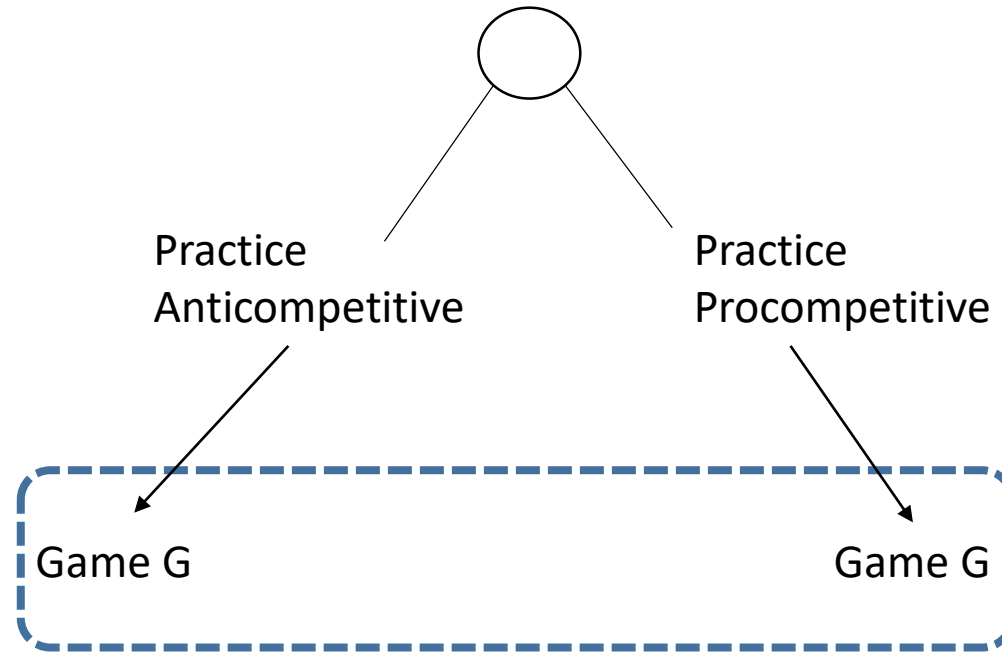 Practice
Anticompetitive
Practice
Procompetitive
Game G
Game G